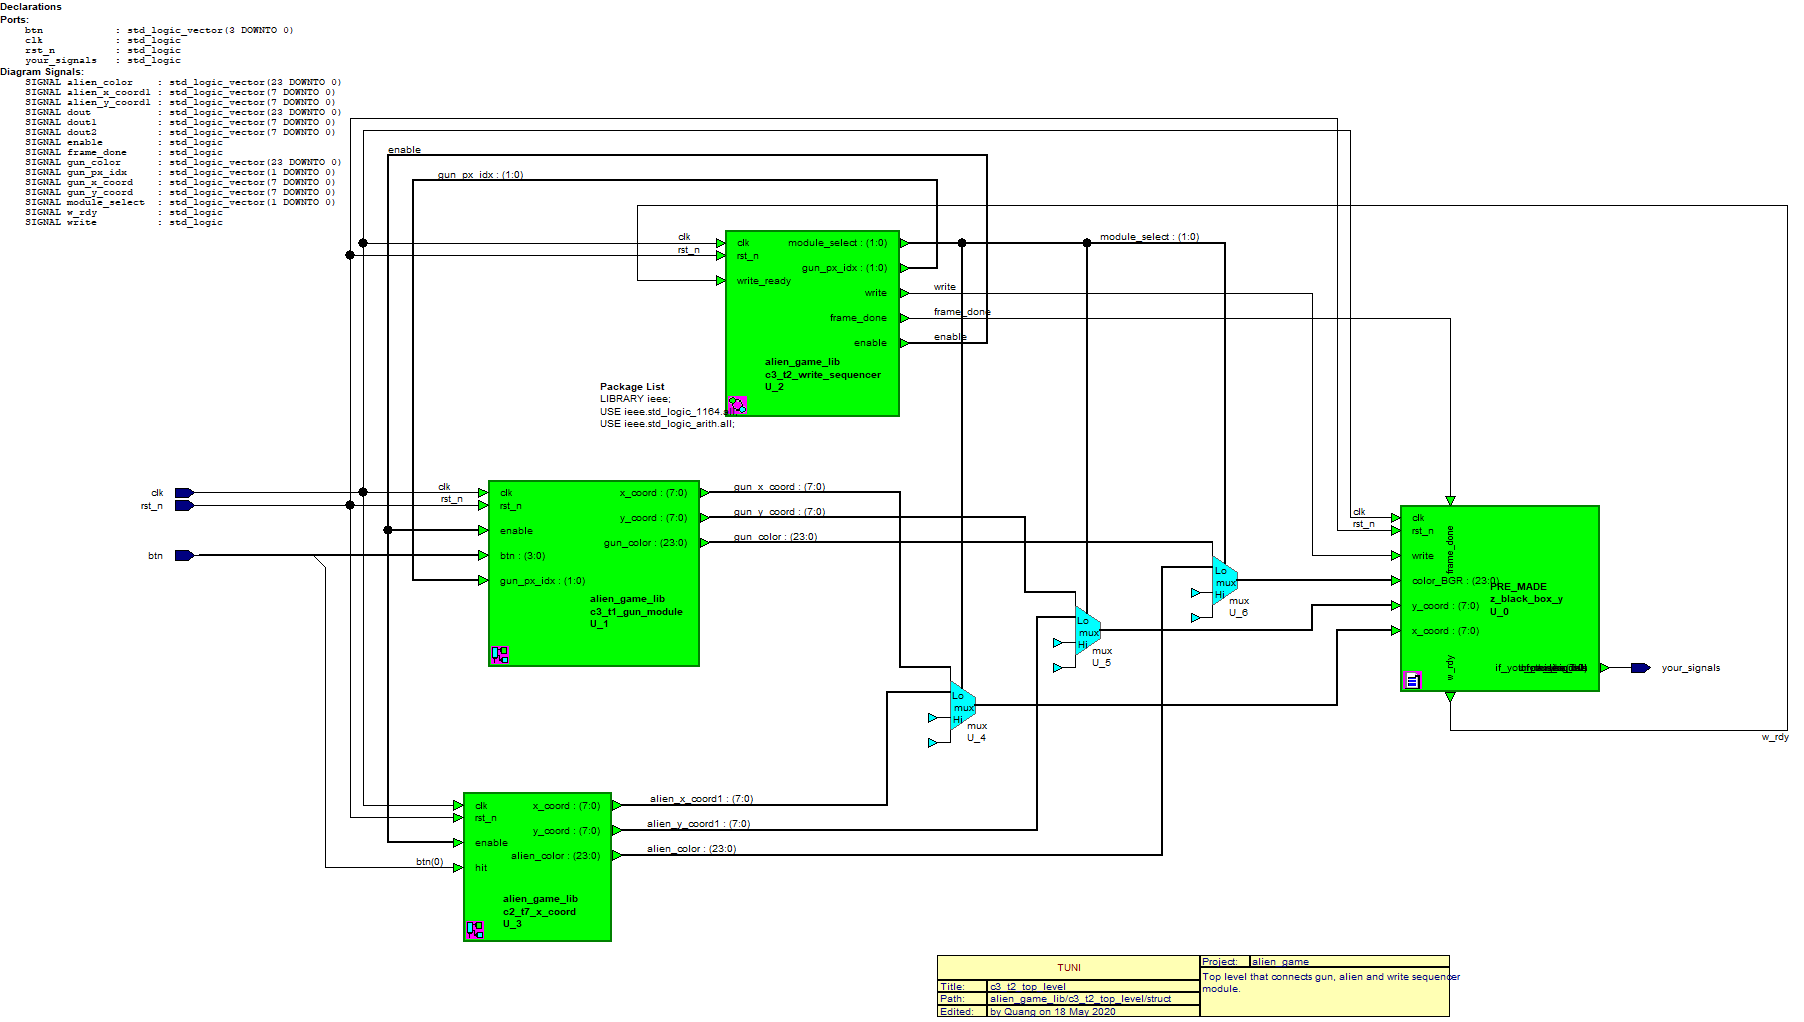 Declarations
Ports:
btn : std_logic_vector(3 DOWNTO 0)
clk : std_logic
rst_n : std_logic
your_signals : std_logic
Diagram Signals:
SIGNAL alien_color : std_logic_vector(23 DOWNTO 0)
SIGNAL alien_x_coord1 : std_logic_vector(7 DOWNTO 0)
SIGNAL alien_y_coord1 : std_logic_vector(7 DOWNTO 0)
SIGNAL dout : std_logic_vector(23 DOWNTO 0)
SIGNAL dout1 : std_logic_vector(7 DOWNTO 0)
SIGNAL dout2 : std_logic_vector(7 DOWNTO 0)
SIGNAL enable : std_logic
SIGNAL frame_done : std_logic
SIGNAL gun_color : std_logic_vector(23 DOWNTO 0)
SIGNAL gun_px_idx : std_logic_vector(1 DOWNTO 0)
SIGNAL gun_x_coord : std_logic_vector(7 DOWNTO 0)
SIGNAL gun_y_coord : std_logic_vector(7 DOWNTO 0)
SIGNAL module_select : std_logic_vector(1 DOWNTO 0)
SIGNAL w_rdy : std_logic
SIGNAL write : std_logic
enable
gun_px_idx : (1:0)
clk
rst_n
clk
rst_n
write_ready
module_select : (1:0)
gun_px_idx : (1:0)
write
frame_done
enable
alien_game_lib
c3_t2_write_sequencer
U_2
module_select : (1:0)
write
frame_done
enable
Package List
LIBRARY ieee;
USE ieee.std_logic_1164.all;
USE ieee.std_logic_arith.all;
clk
rst_n
btn
clk
rst_n
clk
rst_n
enable
btn : (3:0)
gun_px_idx : (1:0)
x_coord : (7:0)
y_coord : (7:0)
gun_color : (23:0)
alien_game_lib
c3_t1_gun_module
U_1
gun_x_coord : (7:0)
gun_y_coord : (7:0)
gun_color : (23:0)
Lo
mux
Hi
mux
U_6
Lo
mux
Hi
mux
U_5
Lo
mux
Hi
mux
U_4
clk
rst_n
clk
rst_n
write
color_BGR : (23:0)
y_coord : (7:0)
x_coord : (7:0)
frame_done
w_rdy
PRE_MADE
z_black_box_y
U_0
your_signals
w_rdy
btn(0)
clk
rst_n
enable
hit
x_coord : (7:0)
y_coord : (7:0)
alien_color : (23:0)
alien_game_lib
c2_t7_x_coord
U_3
alien_x_coord1 : (7:0)
alien_y_coord1 : (7:0)
alien_color : (23:0)
TUNI
Title: c3_t2_top_level
Path: alien_game_lib/c3_t2_top_level/struct
Edited: by Quang on 18 May 2020
Project: alien_game
Top level that connects gun, alien and write sequencer
module.